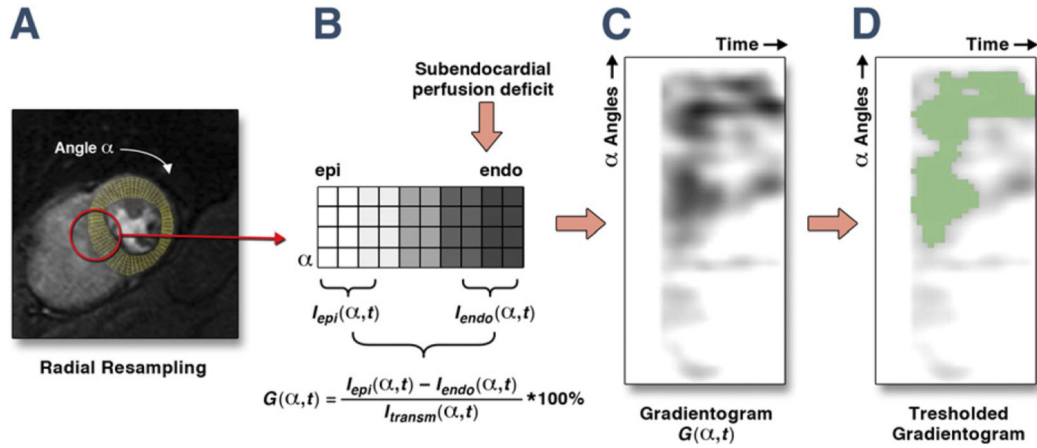 A
Angle α
Radial Resampling
B
Subendocardial
perfusion deficit
epi endo
α
I_epi(α,t) I_endo(α,t)
G(α,t) = I_epi(α,t) − I_endo(α,t) / I_transm(α,t) *100%
C
Time →
α Angles →
Gradientogram
G(α,t)
D
Time →
α Angles →
Tresholded
Gradientogram